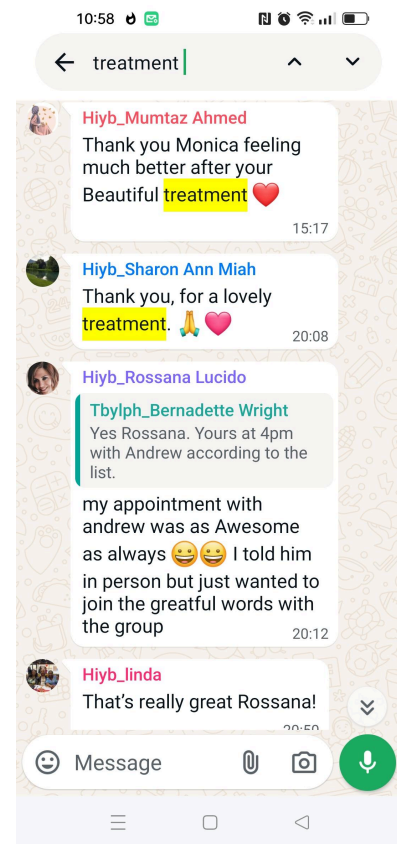 10:58
treatment
Hiyb_Mumtaz Ahmed
Thank you Monica feeling
much better after your
Beautiful treatment ❤️
15:17
Hiyb_Sharon Ann Miah
Thank you, for a lovely
treatment. 🙏💗
20:08
Hiyb_Rossana Lucido
Tbylph_Bernadette Wright
Yes Rossana. Yours at 4pm
with Andrew according to the
list.
my appointment with
andrew was as Awesome
as always 😀😀 I told him
in person but just wanted to
join the greatful words with
the group
20:12
Hiyb_linda
That's really great Rossana!
20:50
Message